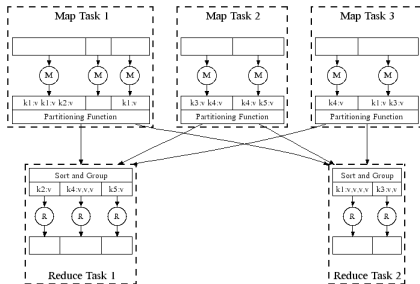 Map Task 1 Map Task 2 Map Task 3
M M M M M M M
k1:v k1:v k2:v k1:v k3:v k4:v k4:v k5:v k4:v k1:v k3:v
Partitioning Function Partitioning Function Partitioning Function
Sort and Group Sort and Group
k2:v k4:v,v,v k5:v k1:v,v,v,v k3:v,v
R R R R R
Reduce Task 1 Reduce Task 2